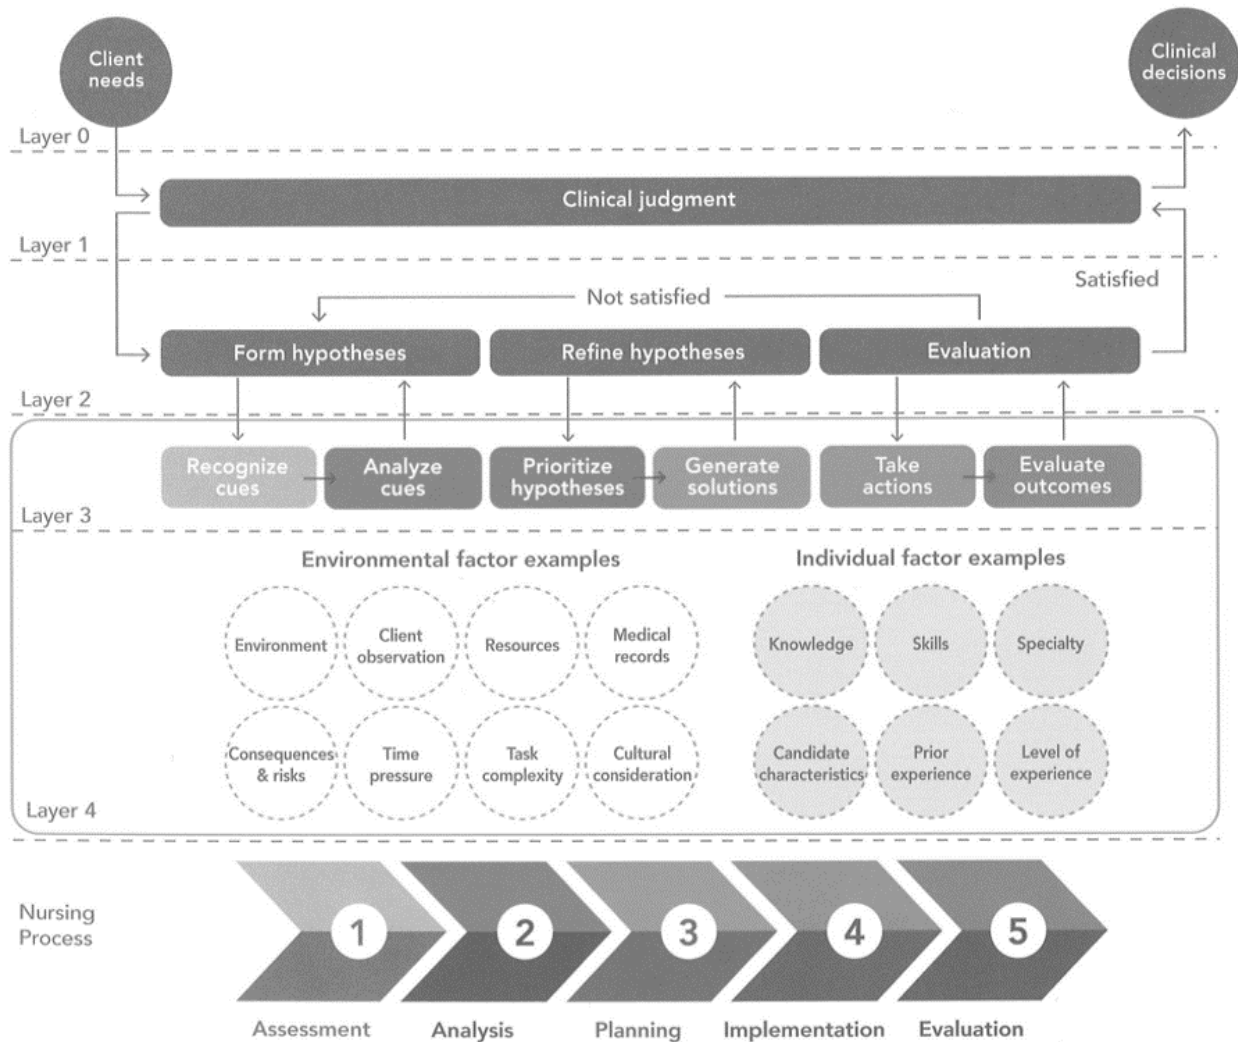 Client
needs
Clinical
decisions
Layer 0
Clinical judgment
Layer 1
Satisfied
Not satisfied
Form hypotheses
Refine hypotheses
Evaluation
Layer 2
Recognize
cues
Analyze
cues
Prioritize
hypotheses
Generate
solutions
Take
actions
Evaluate
outcomes
Layer 3
Environmental factor examples
Individual factor examples
Environment
Client
observation
Resources
Medical
records
Knowledge
Skills
Specialty
Consequences
& risks
Time
pressure
Task
complexity
Cultural
consideration
Candidate
characteristics
Prior
experience
Level of
experience
Layer 4
Nursing
Process
1
2
3
4
5
Assessment
Analysis
Planning
Implementation
Evaluation